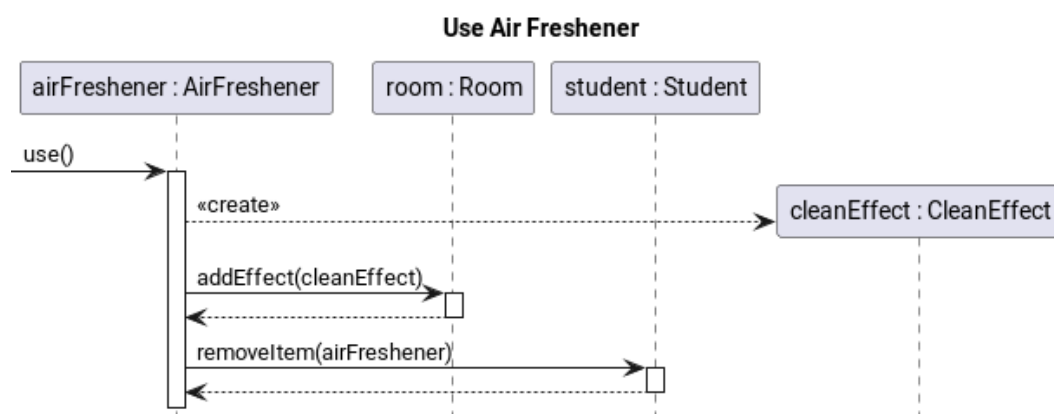 Use Air Freshener
airFreshener : AirFreshener
room : Room
student : Student
use()
«create»
cleanEffect : CleanEffect
addEffect(cleanEffect)
removeItem(airFreshener)